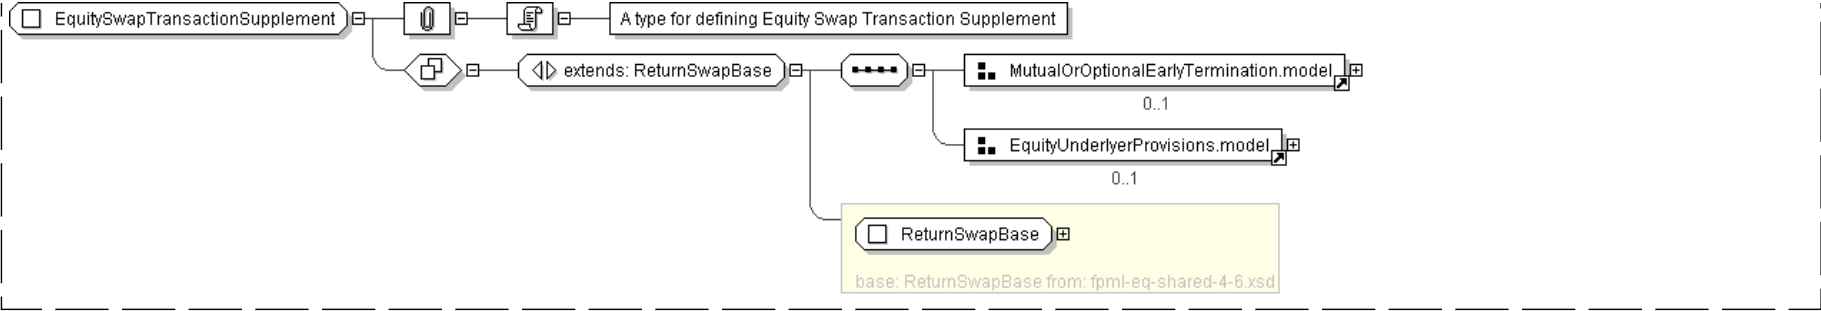 EquitySwapTransactionSupplement
A type for defining Equity Swap Transaction Supplement
extends: ReturnSwapBase
MutualOrOptionalEarlyTermination.model
0..1
EquityUnderlyerProvisions.model
0..1
ReturnSwapBase
base: ReturnSwapBase from: fpml-eq-shared-4-6.xsd